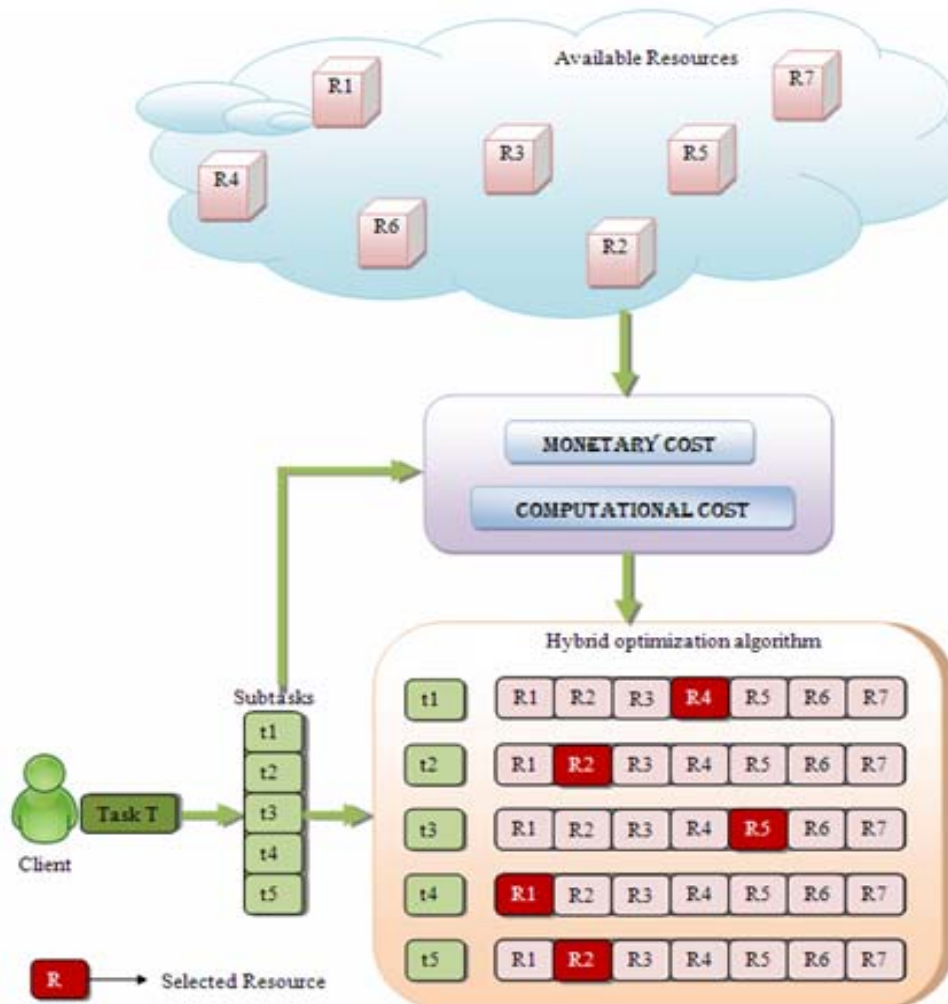 Available Resources
R1
R7
R3
R5
R4
R6
R2
MONETARY COST
COMPUTATIONAL COST
Hybrid optimization algorithm
Subtasks
t1
t2
t3
t4
t5
Task T
Client
t1 R1 R2 R3 R4 R5 R6 R7
t2 R1 R2 R3 R4 R5 R6 R7
t3 R1 R2 R3 R4 R5 R6 R7
t4 R1 R2 R3 R4 R5 R6 R7
t5 R1 R2 R3 R4 R5 R6 R7
R Selected Resource